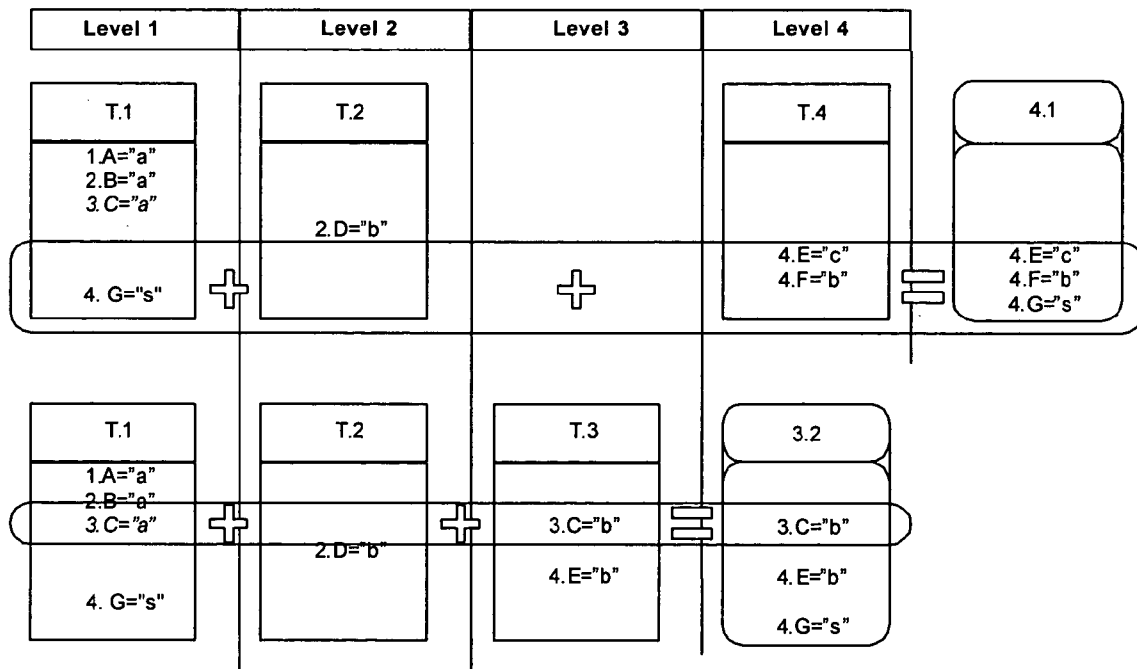 Level 1 Level 2 Level 3 Level 4
T.1 T.2 T.4 4.1
1.A="a"
2.B="a"
3.C="a"
2.D="b"
4.E="c" 4.E="c"
4. G="s" 4.F="b" 4.F="b"
4.G="s"
T.1 T.2 T.3 3.2
1.A="a"
2.B="a"
3.C="a" 3.C="b" 3.C="b"
2.D="b"
4.E="b" 4.E="b"
4. G="s"
4.G="s"